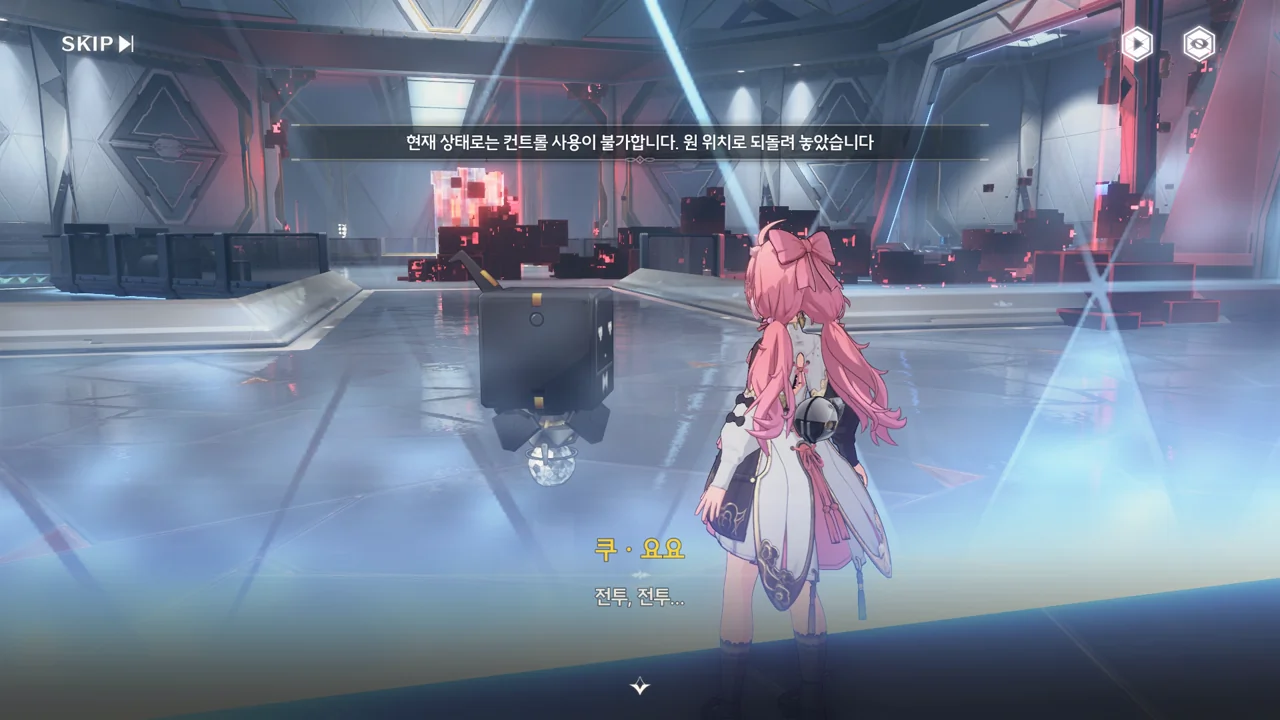 SKIP
현재 상태로는 컨트롤 사용이 불가합니다. 원 위치로 되돌려 놓았습니다
쿠 · 요요
전투, 전투...